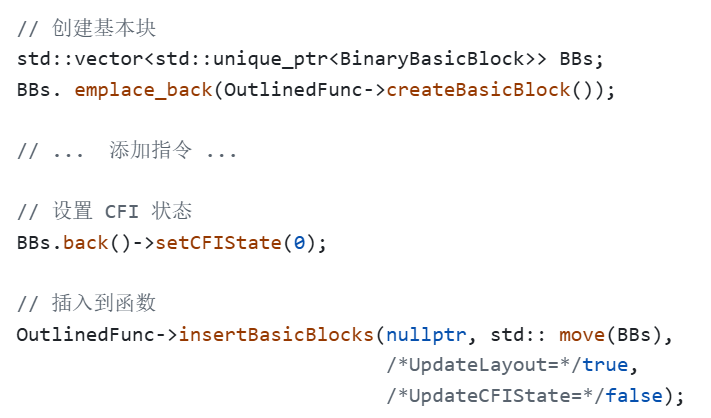 // 创建基本块
std::vector<std::unique_ptr<BinaryBasicBlock>> BBs;
BBs. emplace_back(OutlinedFunc->createBasicBlock());
// ...  添加指令 ...
// 设置 CFI 状态
BBs.back()->setCFIState(0);
// 插入到函数
OutlinedFunc->insertBasicBlocks(nullptr, std:: move(BBs),
/*UpdateLayout=*/true,
/*UpdateCFIState=*/false);